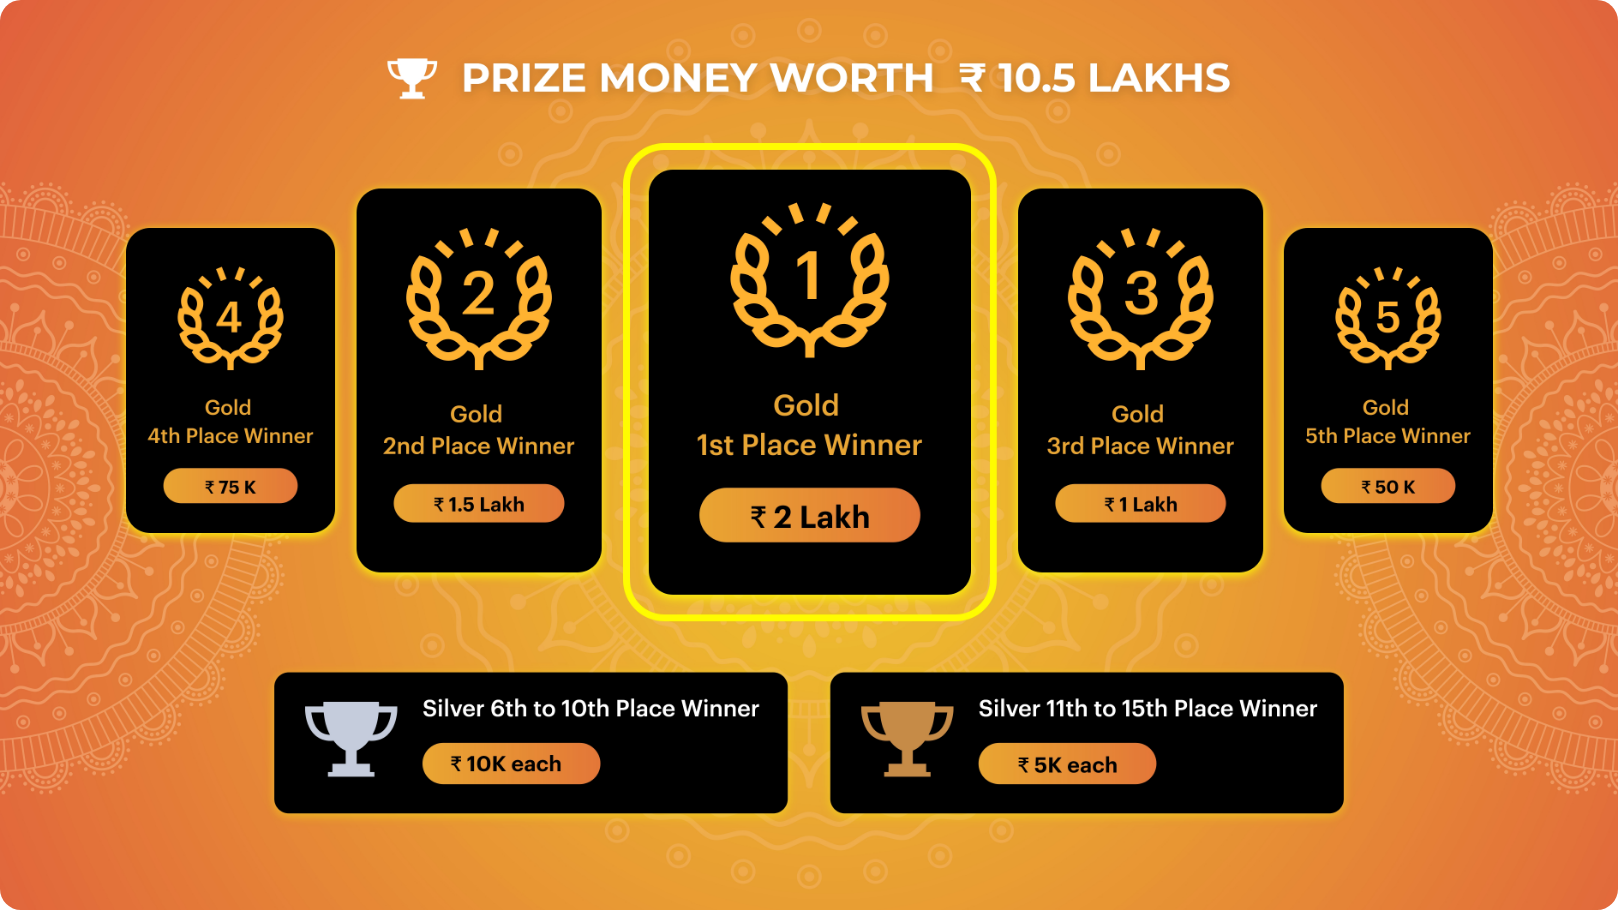 PRIZE MONEY WORTH ₹ 10.5 LAKHS
4
Gold
4th Place Winner
₹ 75 K
2
Gold
2nd Place Winner
₹ 1.5 Lakh
1
Gold
1st Place Winner
₹ 2 Lakh
3
Gold
3rd Place Winner
₹ 1 Lakh
5
Gold
5th Place Winner
₹ 50 K
Silver 6th to 10th Place Winner
₹ 10K each
Silver 11th to 15th Place Winner
₹ 5K each